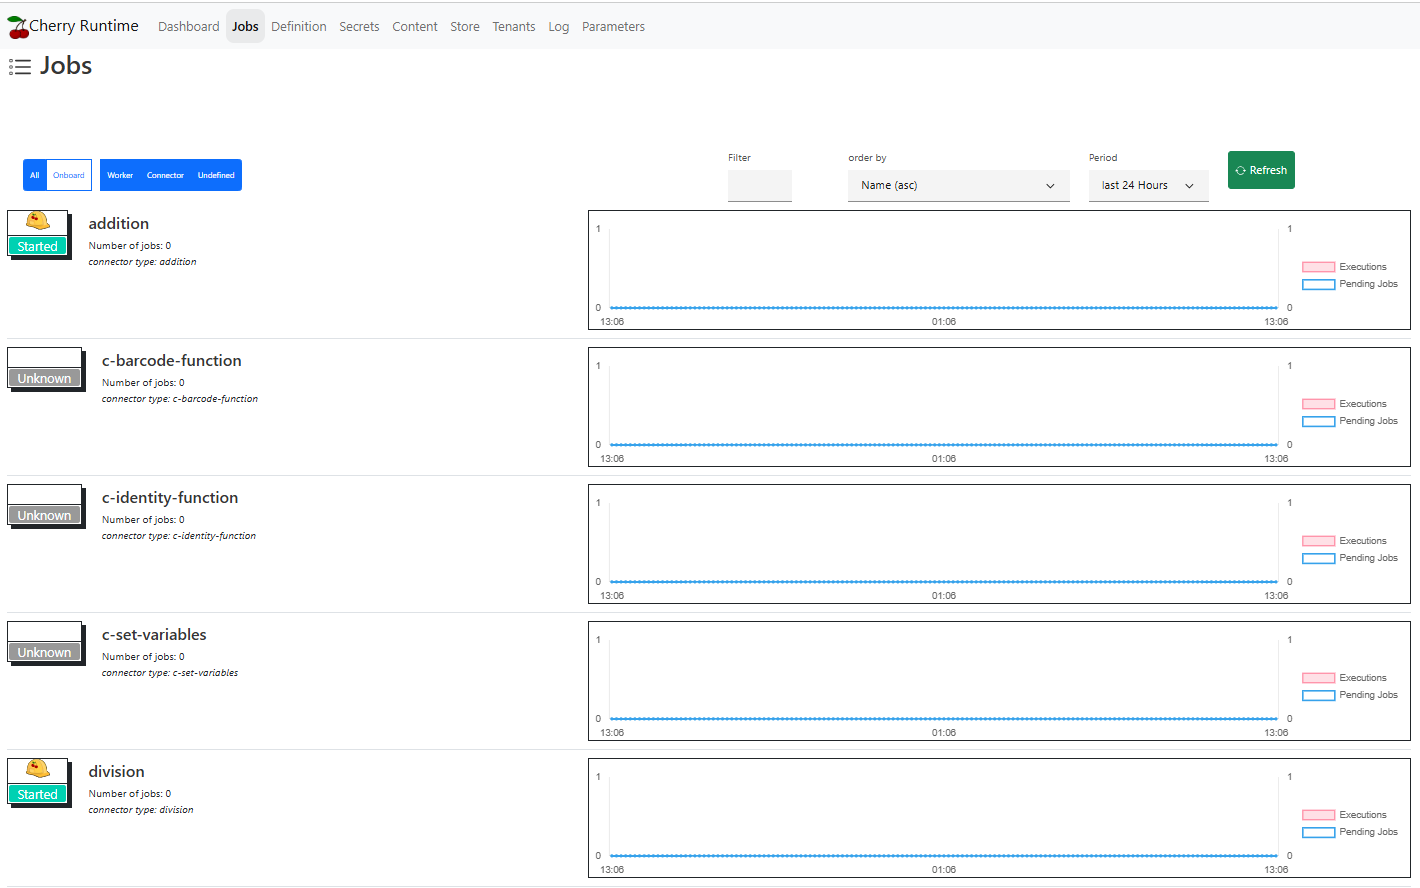 Cherry Runtime Dashboard Jobs Definition Secrets Content Store Tenants Log Parameters
Jobs
Filter order by Period
All Onboard Worker Connector Undefined Name (asc) last 24 Hours Refresh
addition
Started
Number of jobs: 0
connector type: addition
1 1
Executions
Pending Jobs
0 0
13:06 01:06 13:06
c-barcode-function
Unknown
Number of jobs: 0
connector type: c-barcode-function
1 1
Executions
Pending Jobs
0 0
13:06 01:06 13:06
c-identity-function
Unknown
Number of jobs: 0
connector type: c-identity-function
1 1
Executions
Pending Jobs
0 0
13:06 01:06 13:06
c-set-variables
Unknown
Number of jobs: 0
connector type: c-set-variables
1 1
Executions
Pending Jobs
0 0
13:06 01:06 13:06
division
Started
Number of jobs: 0
connector type: division
1 1
Executions
Pending Jobs
0 0
13:06 01:06 13:06